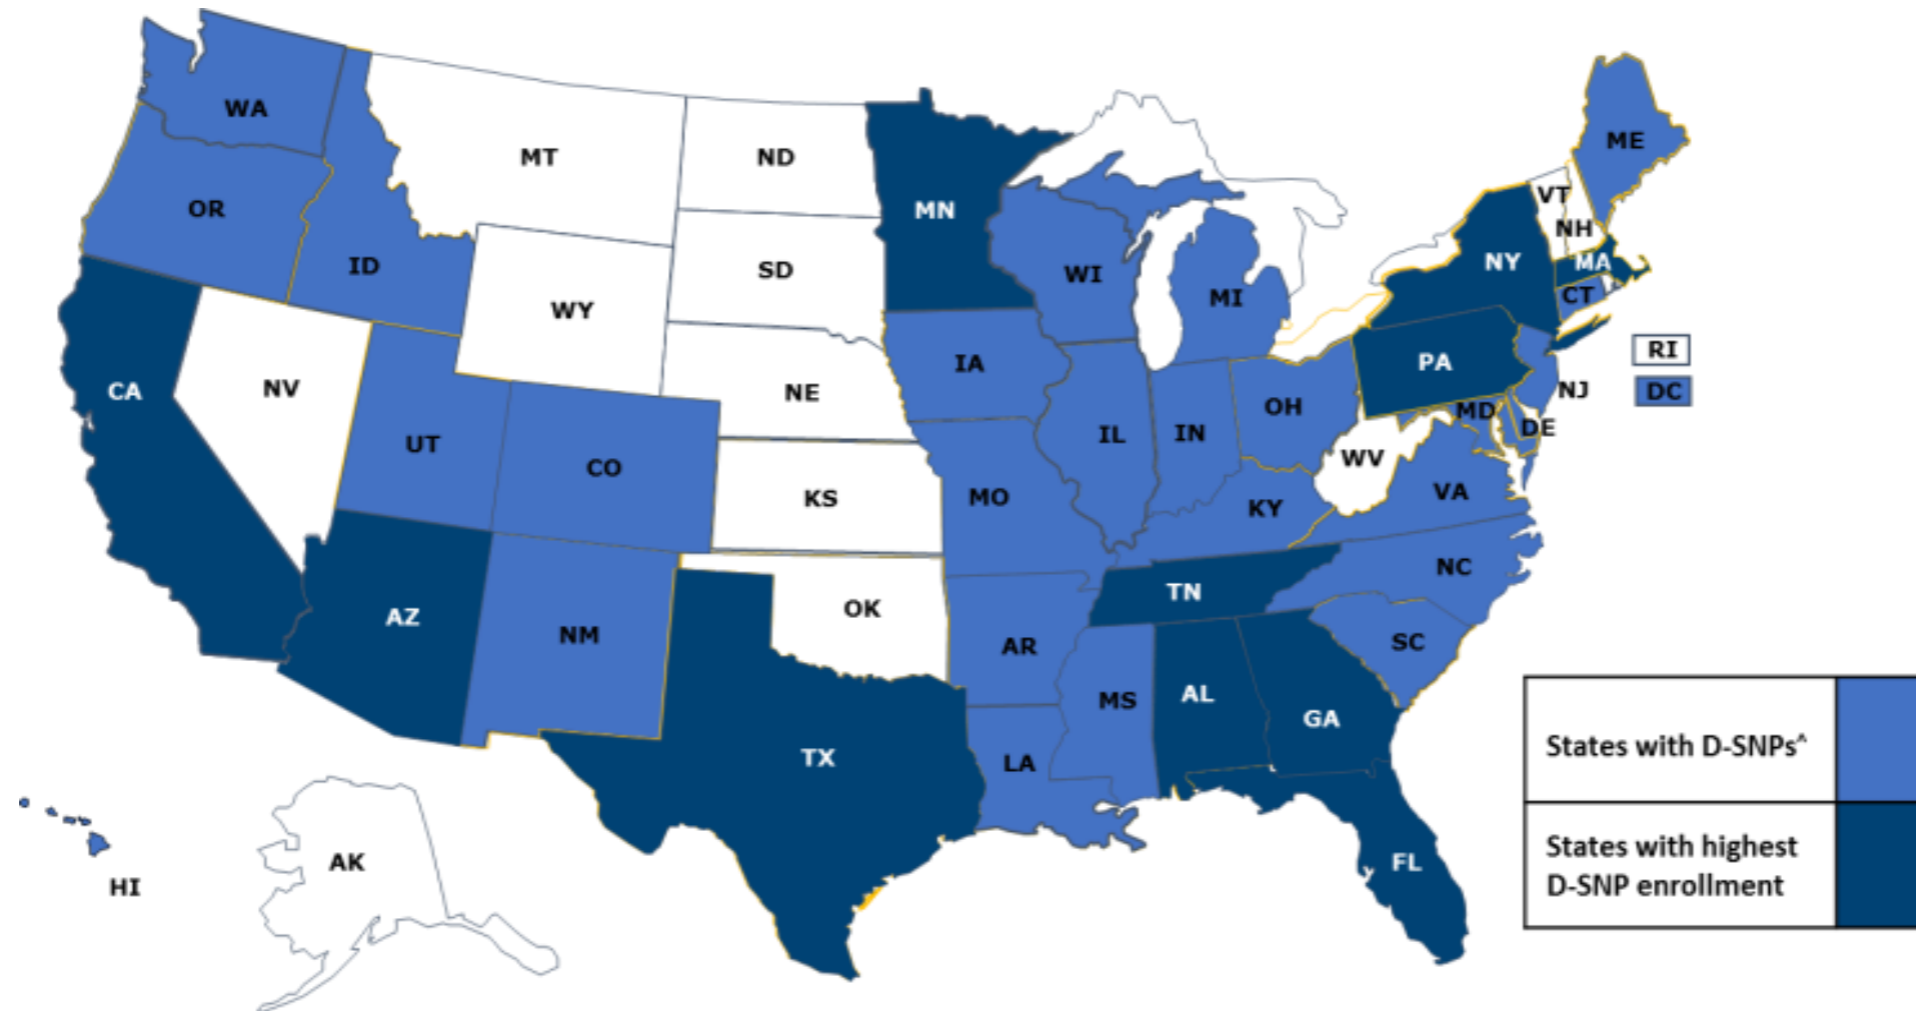 WA
MT
ND
MN
ME
OR
ID
SD
WI
MI
VT
NH
NY
MA
CT
WY
RI
CA
NV
NE
IA
PA
NJ
DC
UT
CO
KS
MO
IL
IN
OH
MD
DE
WV
KY
VA
AZ
NM
OK
AR
TN
NC
SC
TX
LA
MS
AL
GA
FL
HI
AK
States with D-SNPs^
States with highest
D-SNP enrollment